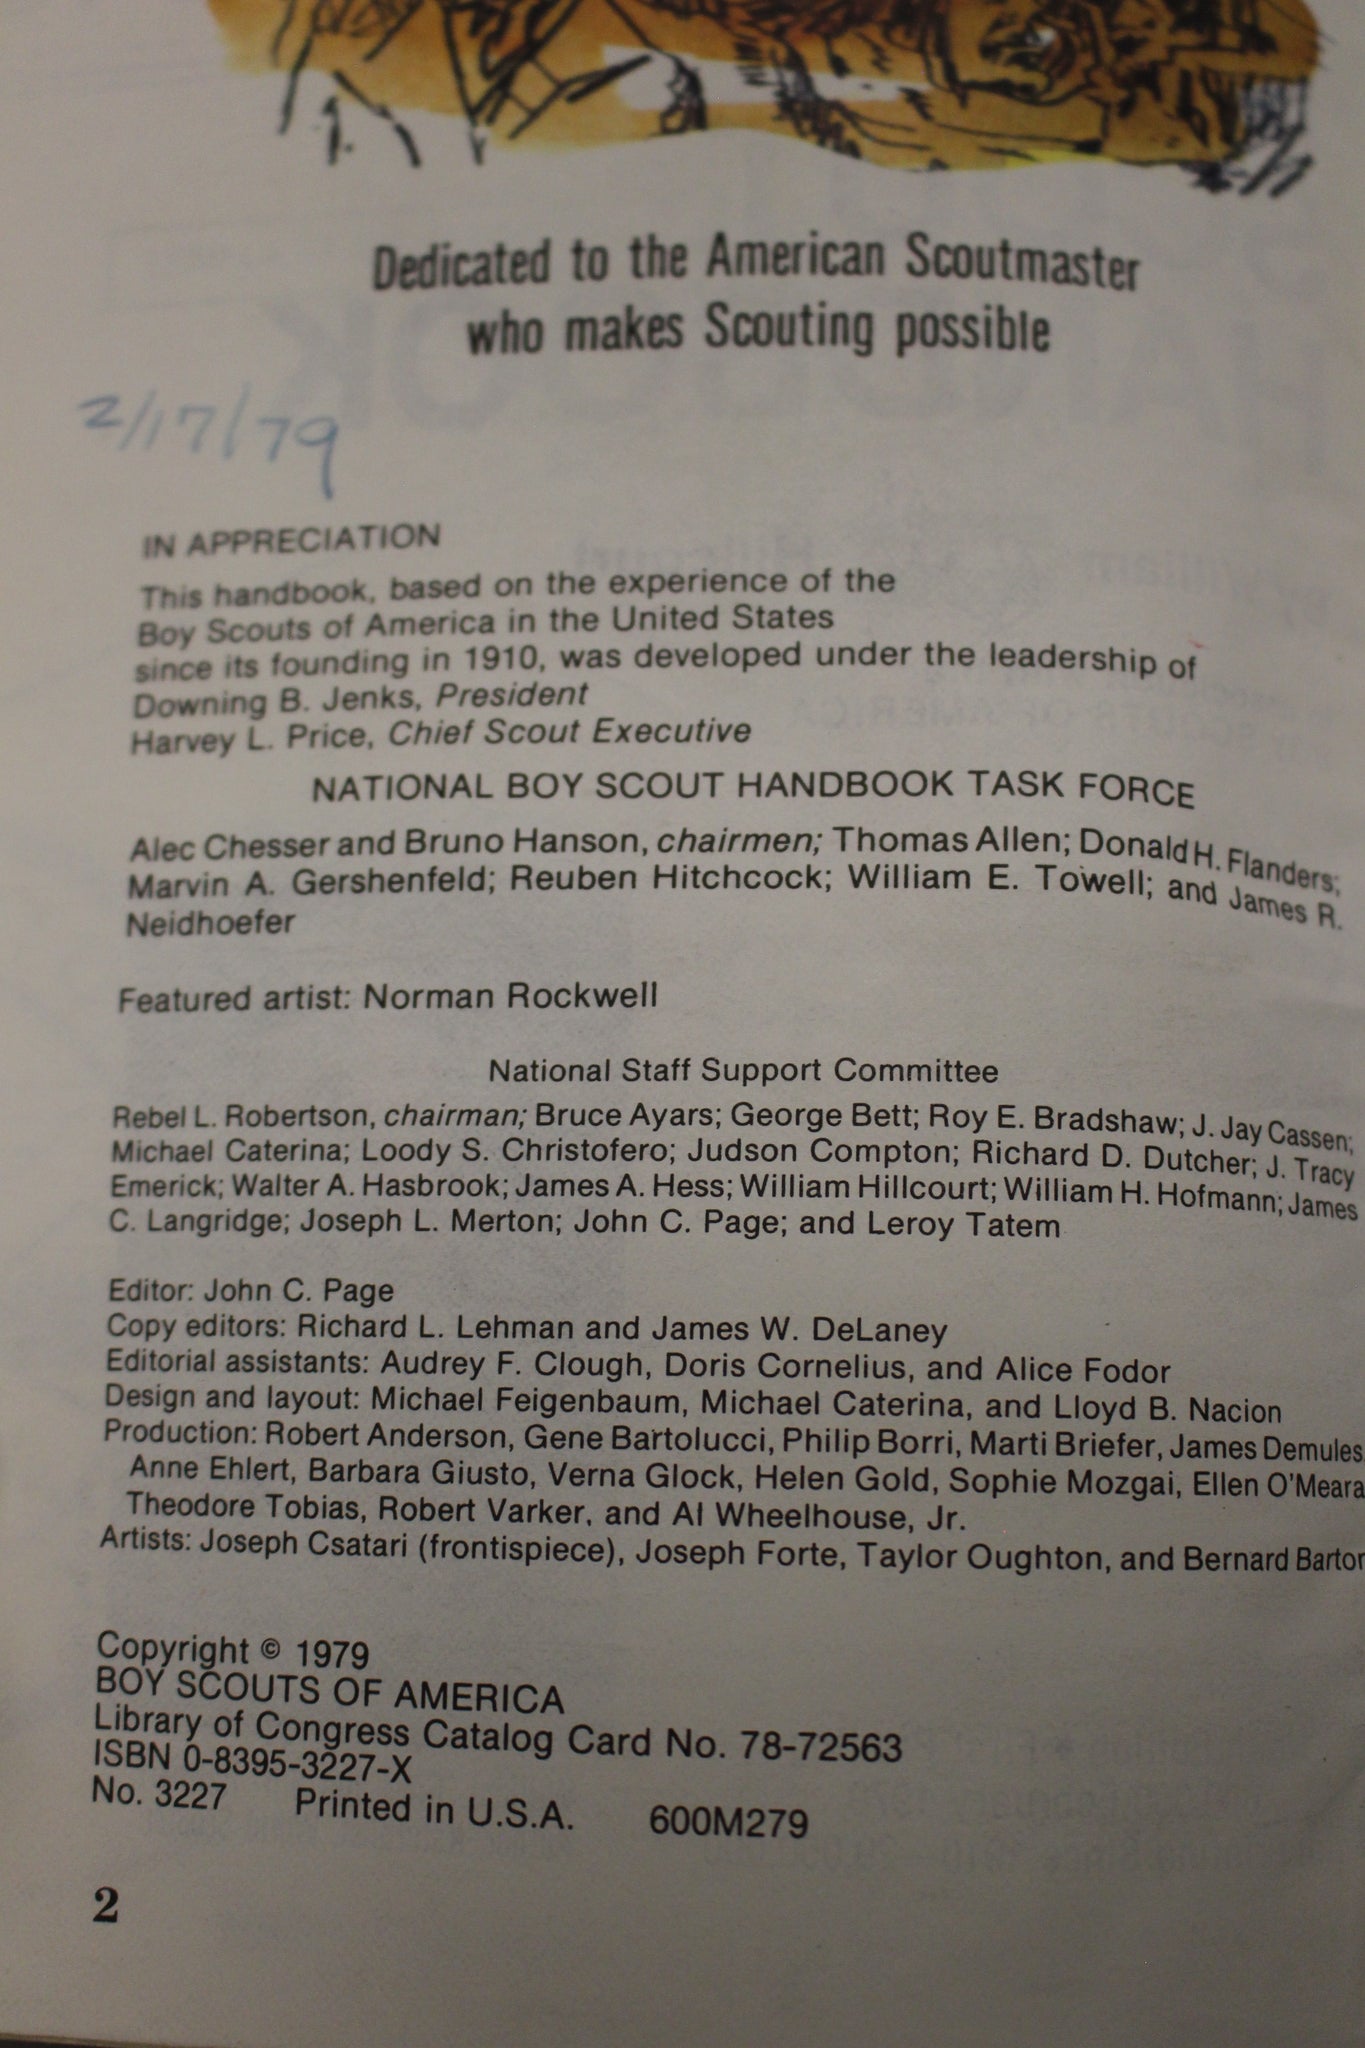 Dedicated to the American Scoutmaster
who makes Scouting possible
2/17/79
IN APPRECIATION
This handbook, based on the experience of the
Boy Scouts of America in the United States
since its founding in 1910, was developed under the leadership of
Downing B. Jenks, President
Harvey L. Price, Chief Scout Executive
NATIONAL BOY SCOUT HANDBOOK TASK FORCE
Alec Chesser and Bruno Hanson, chairmen; Thomas Allen; Donald H. Flanders;
Marvin A. Gershenfeld; Reuben Hitchcock; William E. Towell; and James R.
Neidhoefer
Featured artist: Norman Rockwell
National Staff Support Committee
Rebel L. Robertson, chairman; Bruce Ayars; George Bett; Roy E. Bradshaw; J. Jay Cassen;
Michael Caterina; Loody S. Christofero; Judson Compton; Richard D. Dutcher; J. Tracy
Emerick; Walter A. Hasbrook; James A. Hess; William Hillcourt; William H. Hofmann; James
C. Langridge; Joseph L. Merton; John C. Page; and Leroy Tatem
Editor: John C. Page
Copy editors: Richard L. Lehman and James W. DeLaney
Editorial assistants: Audrey F. Clough, Doris Cornelius, and Alice Fodor
Design and layout: Michael Feigenbaum, Michael Caterina, and Lloyd B. Nacion
Production: Robert Anderson, Gene Bartolucci, Philip Borri, Marti Briefer, James Demules,
Anne Ehlert, Barbara Giusto, Verna Glock, Helen Gold, Sophie Mozgai, Ellen O'Meara
Theodore Tobias, Robert Varker, and Al Wheelhouse, Jr.
Artists: Joseph Csatari (frontispiece), Joseph Forte, Taylor Oughton, and Bernard Barton
Copyright © 1979
BOY SCOUTS OF AMERICA
Library of Congress Catalog Card No. 78-72563
ISBN 0-8395-3227-X
No. 3227 Printed in U.S.A. 600M279
2